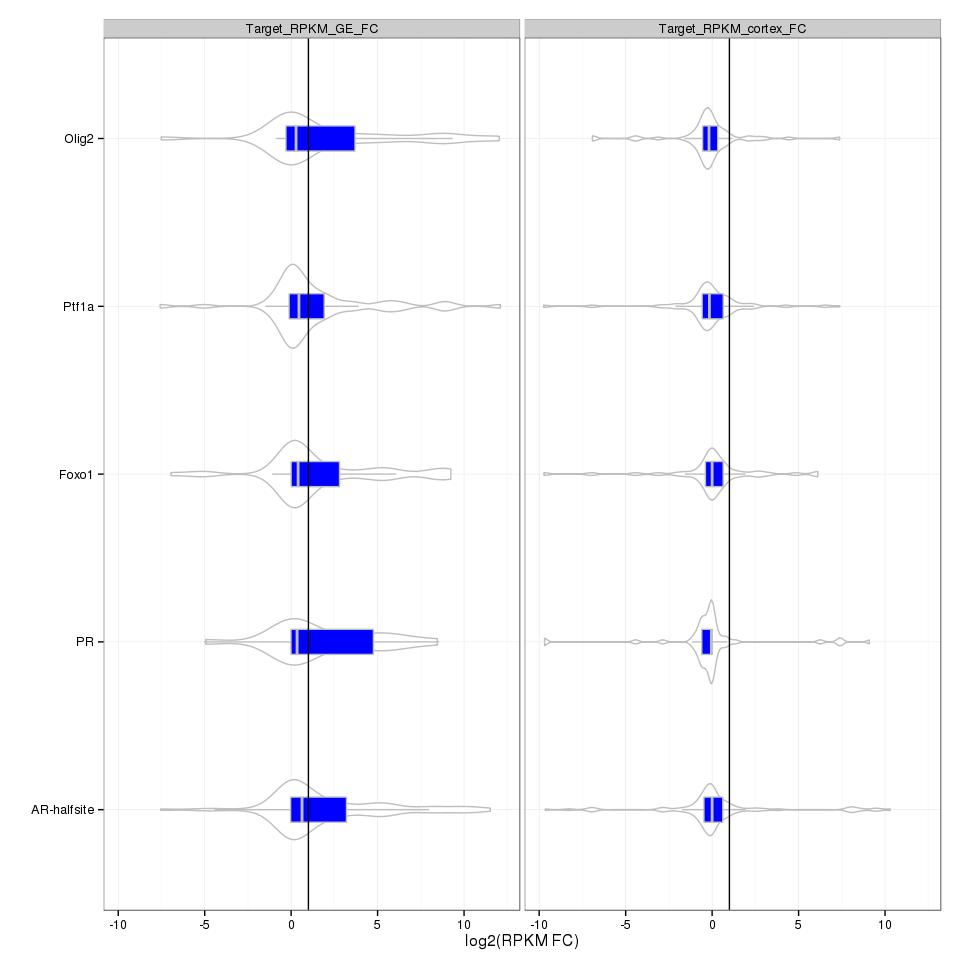 Target_RPKM_GE_FC
Target_RPKM_cortex_FC
Olig2
Ptf1a
Foxo1
PR
AR-halfsite
-10 -5 0 5 10 -10 -5 0 5 10
log2(RPKM FC)